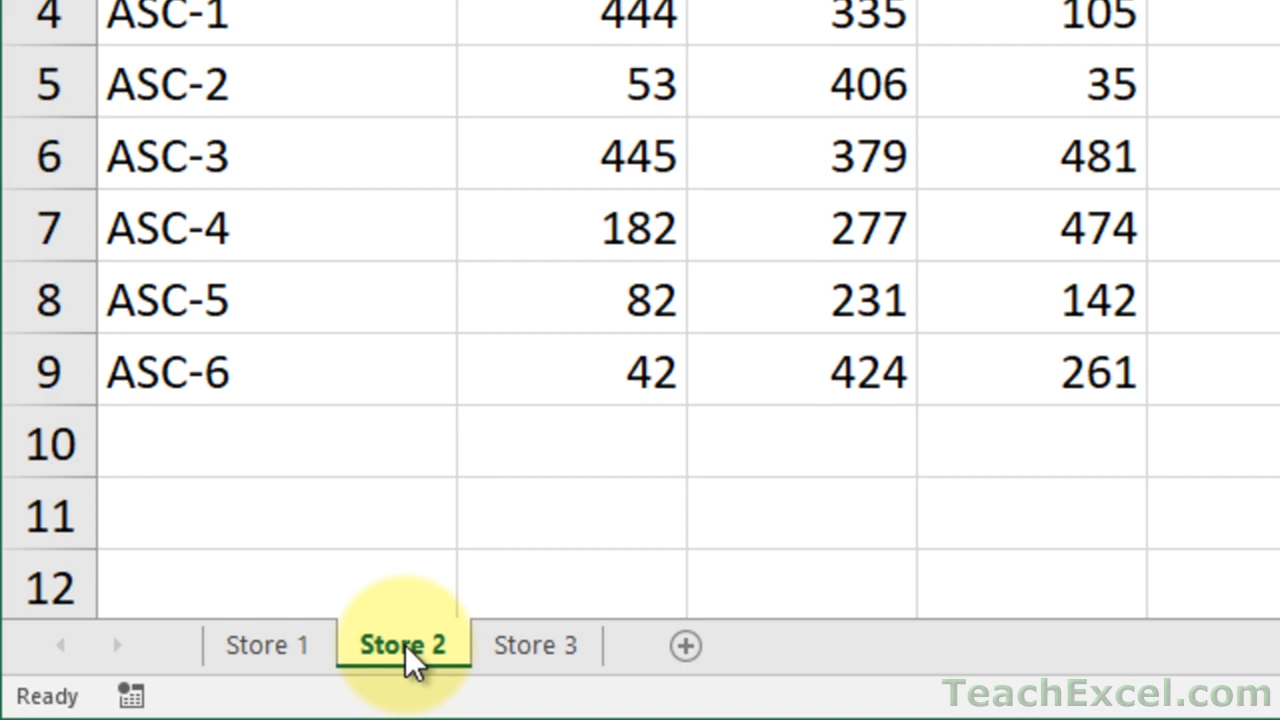 4 ASC-1 444 335 105
5 ASC-2 53 406 35
6 ASC-3 445 379 481
7 ASC-4 182 277 474
8 ASC-5 82 231 142
9 ASC-6 42 424 261
10
11
12
Store 1 Store 2 Store 3
Ready
TeachExcel.com